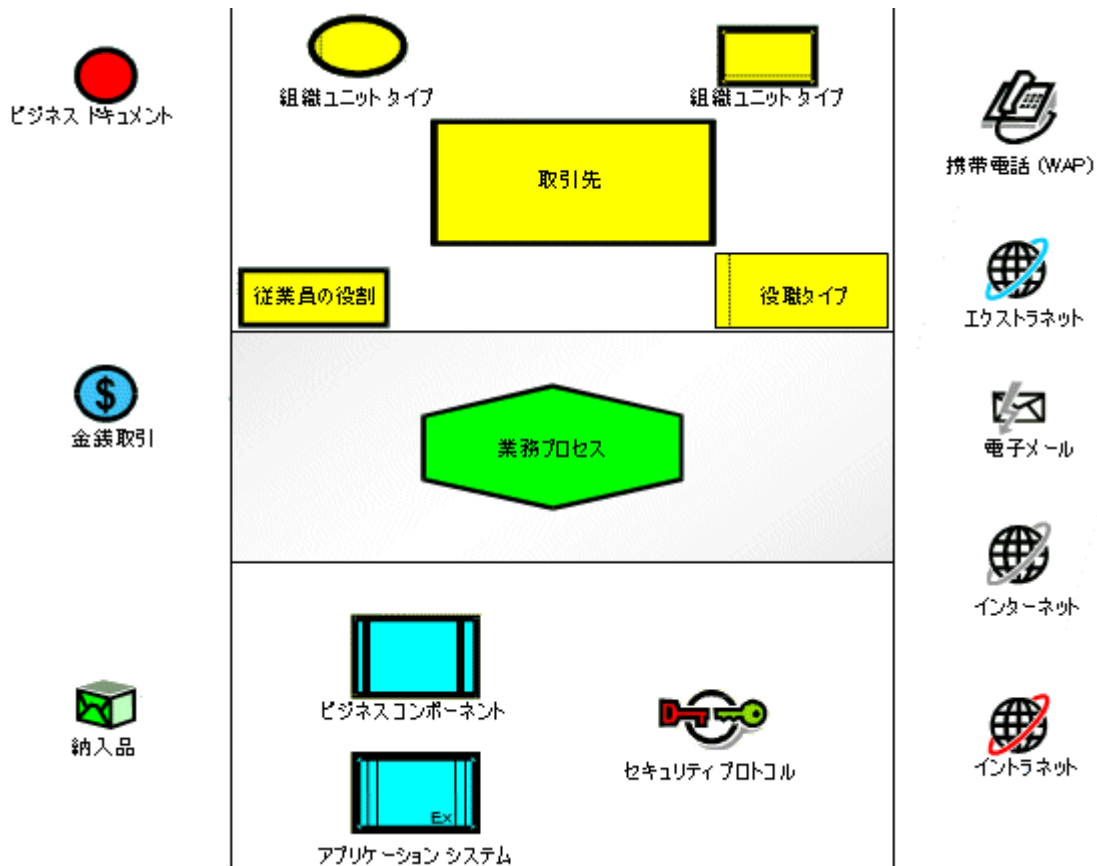 ビジネス ドキュメント
金銭取引
$
納入品
組織ユニット タイプ
組織ユニット タイプ
取引先
従業員の役割
役職タイプ
業務プロセス
ビジネスコンポーネント
Ex
アプリケーション システム
セキュリティ プロトコル
携帯電話 (WAP)
エクストラネット
電子メール
インターネット
イントラネット